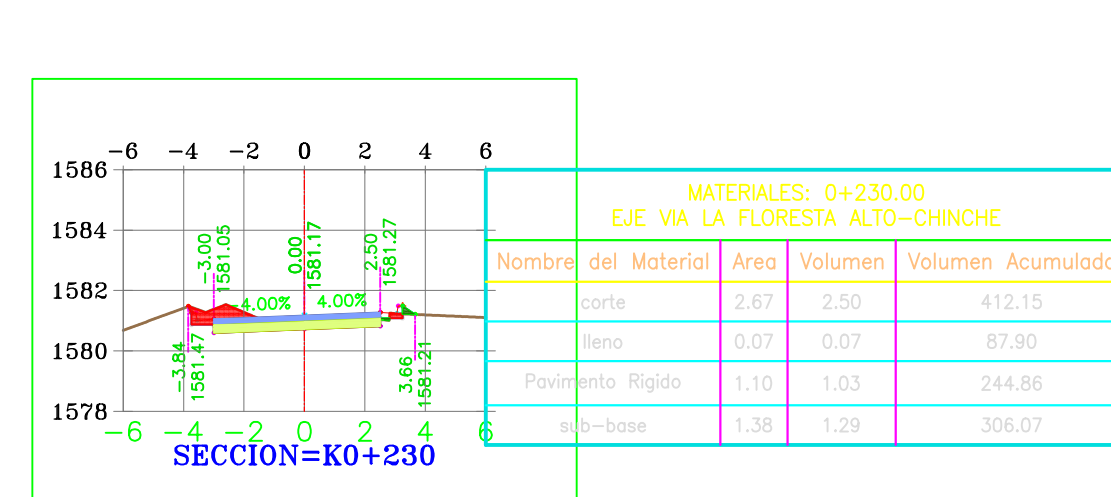 −6 −4 −2 0 2 4 6
1586
1584
1582
1580
1578
−3.00
1581.05
0.00
1581.17
2.50
1581.27
−4.00%
4.00%
−3.84
1581.47
3.66
1581.21
−6 −4 −2 0 2 4 6
SECCION=K0+230
MATERIALES: 0+230.00
EJE VIA LA FLORESTA ALTO−CHINCHE
Nombre del Material Area Volumen Volumen Acumulado
corte 2.67 2.50 412.15
lleno 0.07 0.07 87.90
Pavimento Rigido 1.10 1.03 244.86
sub−base 1.38 1.29 306.07